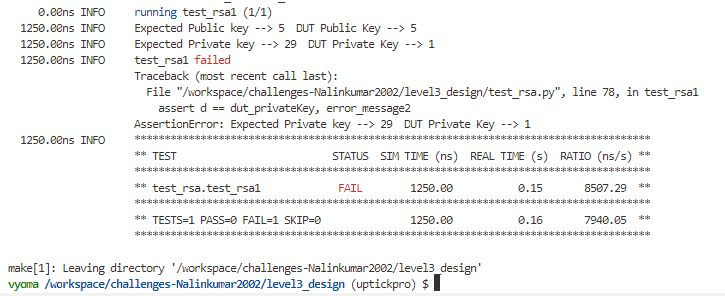 0.00ns INFO     running test_rsa1 (1/1)
1250.00ns INFO     Expected Public key --> 5  DUT Public Key --> 5
1250.00ns INFO     Expected Private key --> 29  DUT Private Key --> 1
1250.00ns INFO     test_rsa1 failed
Traceback (most recent call last):
File "/workspace/challenges-Nalinkumar2002/level3_design/test_rsa.py", line 78, in test_rsa1
assert d == dut_privateKey, error_message2
AssertionError: Expected Private key --> 29  DUT Private Key --> 1
1250.00ns INFO     **************************************************************************************
** TEST                          STATUS  SIM TIME (ns)  REAL TIME (s)  RATIO (ns/s) **
**************************************************************************************
** test_rsa.test_rsa1             FAIL        1250.00           0.15       8507.29  **
**************************************************************************************
** TESTS=1 PASS=0 FAIL=1 SKIP=0               1250.00           0.16       7940.05  **
**************************************************************************************
make[1]: Leaving directory '/workspace/challenges-Nalinkumar2002/level3_design'
vyoma /workspace/challenges-Nalinkumar2002/level3_design (uptickpro) $